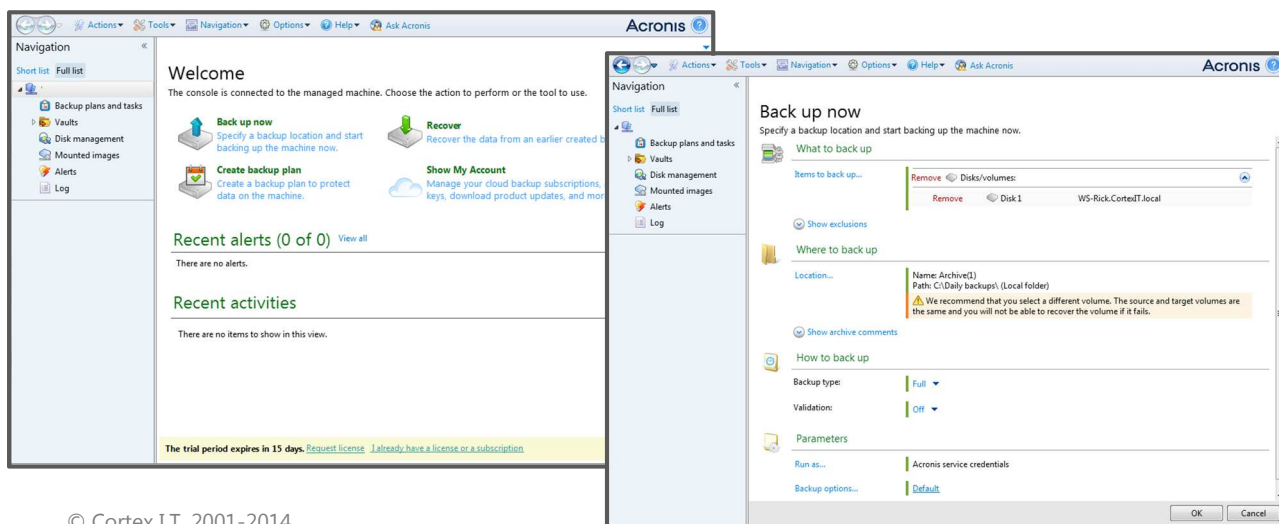 Actions Tools Navigation Options Help Ask Acronis Acronis
Navigation
Short list Full list
Backup plans and tasks
Vaults
Disk management
Mounted images
Alerts
Log
Welcome
The console is connected to the managed machine. Choose the action to perform or the tool to use.
Back up now
Specify a backup location and start
backing up the machine now.
Recover
Recover the data from an earlier created
Create backup plan
Create a backup plan to protect
data on the machine.
Show My Account
Manage your cloud backup subscriptions,
keys, download product updates, and
Recent alerts (0 of 0) View all
There are no alerts.
Recent activities
There are no items to show in this view.
The trial period expires in 15 days. Request license I already have a license or a subscription
Actions Tools Navigation Options Help Ask Acronis Acronis
Navigation
Short list Full list
Backup plans and tasks
Vaults
Disk management
Mounted images
Alerts
Log
Back up now
Specify a backup location and start backing up the machine now.
What to back up
Items to back up...
Remove Disks/volumes:
Remove Disk 1 WS-Rick.CortexIT.local
Show exclusions
Where to back up
Location...
Name: Archive(1)
Path: C:\Daily backups\ (Local folder)
We recommend that you select a different volume. The source and target volumes are
the same and you will not be able to recover the volume if it fails.
Show archive comments
How to back up
Backup type: Full
Validation: Off
Parameters
Run as... Acronis service credentials
Backup options... Default
OK Cancel
© Cortex I.T. 2001-2014